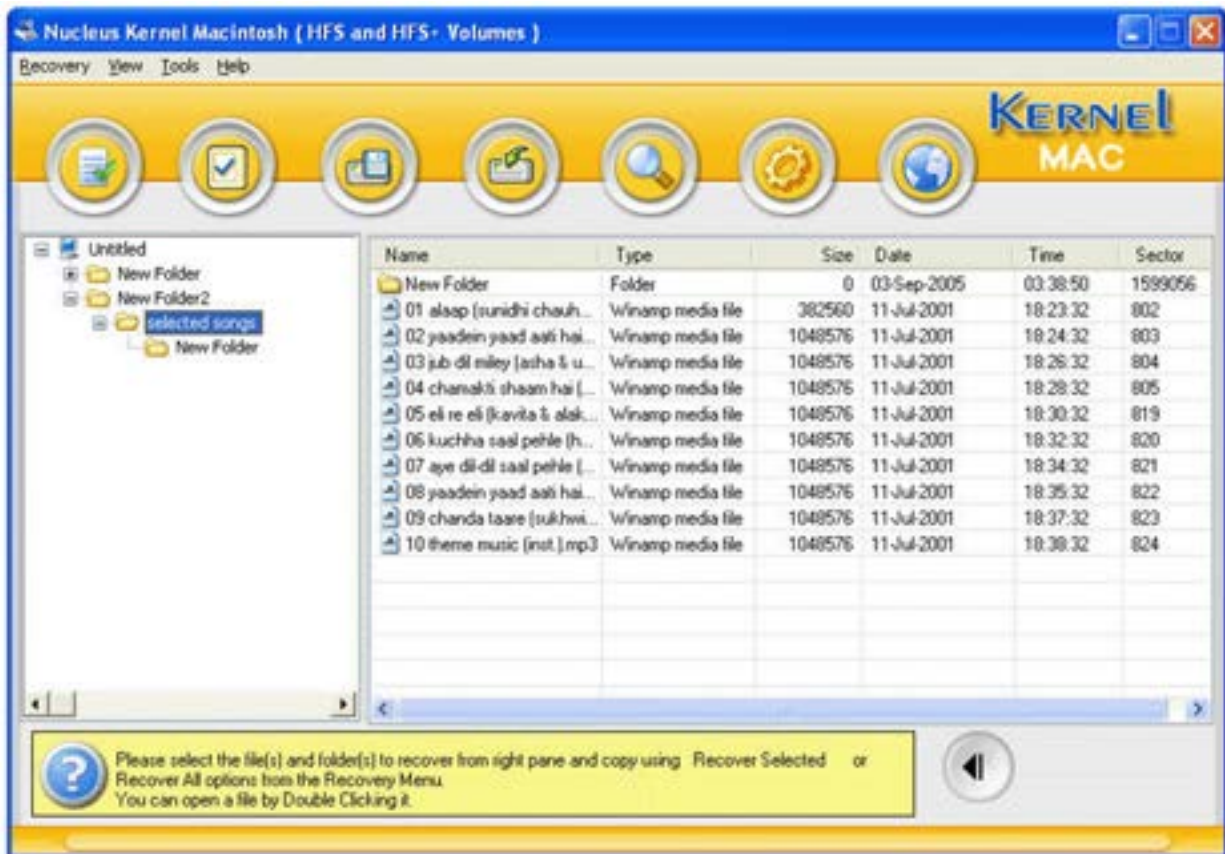 Nucleus Kernel Macintosh ( HFS and HFS+ Volumes )
Recovery View Tools Help
KERNEL
MAC
Untitled
New Folder
New Folder2
selected songs
New Folder
Name Type Size Date Time Sector
New Folder Folder 0 03-Sep-2005 03:38:50 1599056
01 alaap (sunidhi chauh... Winamp media file 382560 11-Jul-2001 18:23:32 802
02 yaadein yaad aati hai... Winamp media file 1048576 11-Jul-2001 18:24:32 803
03 jub dil miley (asha & u... Winamp media file 1048576 11-Jul-2001 18:26:32 804
04 chamakti shaam hai (... Winamp media file 1048576 11-Jul-2001 18:28:32 805
05 eli re eli (kavita & alak... Winamp media file 1048576 11-Jul-2001 18:30:32 819
06 kuchha saal pehle (h... Winamp media file 1048576 11-Jul-2001 18:32:32 820
07 aye dil-dil saal pehle (... Winamp media file 1048576 11-Jul-2001 18:34:32 821
08 yaadein yaad aati hai... Winamp media file 1048576 11-Jul-2001 18:35:32 822
09 chanda taare (sukhwi... Winamp media file 1048576 11-Jul-2001 18:37:32 823
10 theme music (inst.).mp3 Winamp media file 1048576 11-Jul-2001 18:38:32 824
Please select the file(s) and folder(s) to recover from right pane and copy using Recover Selected or
Recover All options from the Recovery Menu.
You can open a file by Double Clicking it.